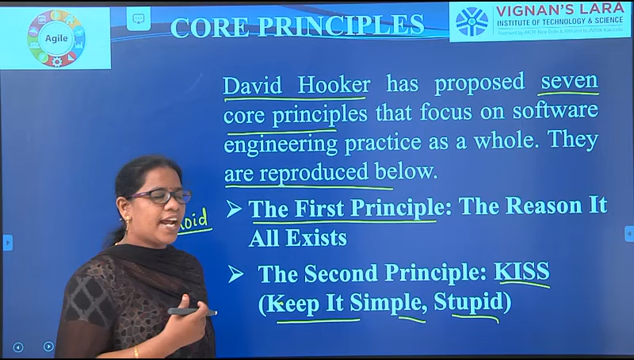 Agile
CORE PRINCIPLES
VIGNAN'S LARA
INSTITUTE OF TECHNOLOGY & SCIENCE
David Hooker has proposed seven
core principles that focus on software
engineering practice as a whole. They
are reproduced below.
➢ The First Principle: The Reason It
All Exists
➢ The Second Principle: KISS
(Keep It Simple, Stupid)